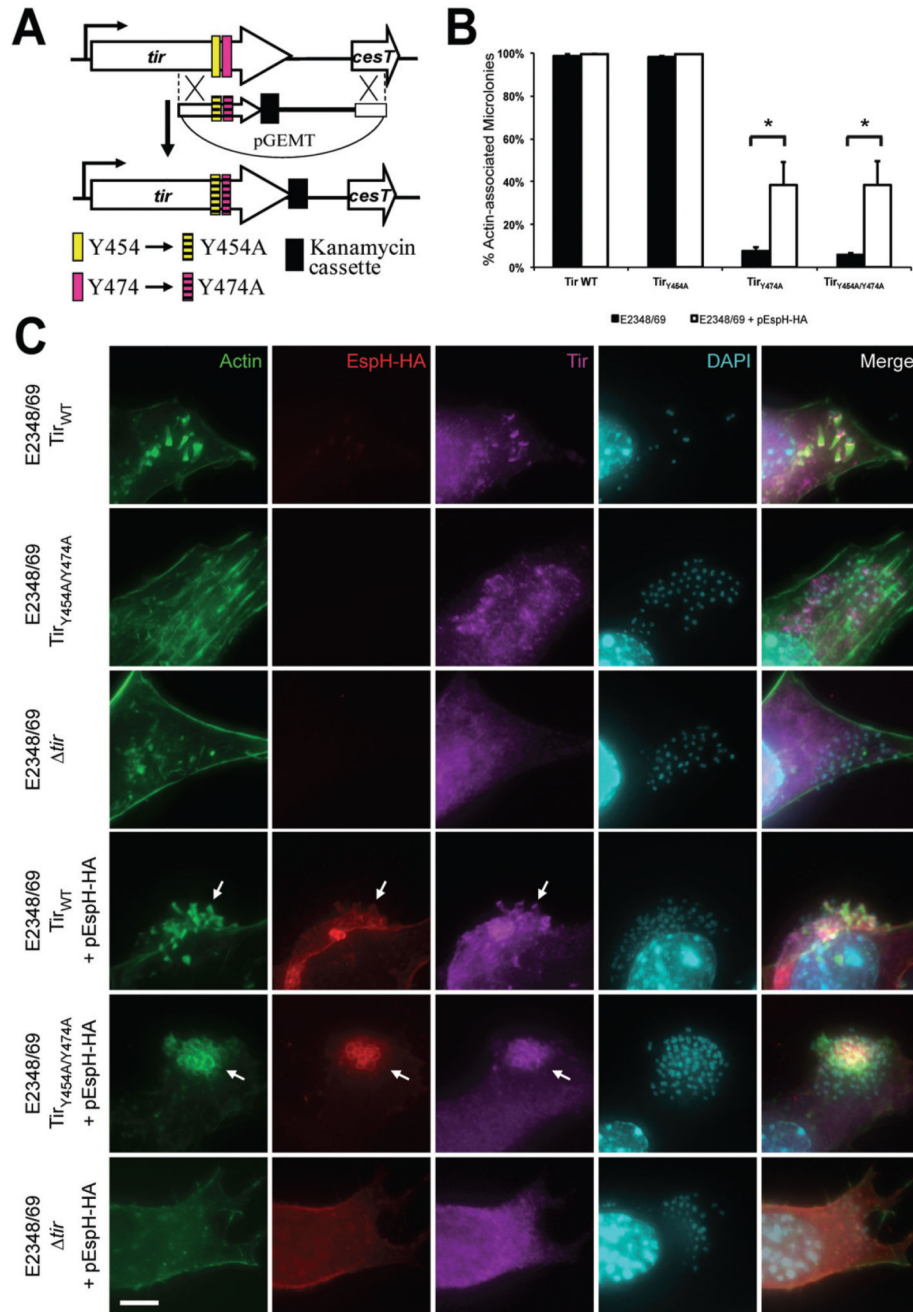 A
tir
cesT
pGEMT
tir
cesT
Y454 Y454A
Kanamycin
cassette
Y474 Y474A
B
% Actin-associated Microlonies
100%
80%
60%
40%
20%
0%
*
*
Tir WT
TirY454A
TirY474A
TirY454A/Y474A
E2348/69
E2348/69 + pEspH-HA
C
Actin
EspH-HA
Tir
DAPI
Merge
E2348/69
TirWT
E2348/69
TirY454A/Y474A
E2348/69
Δtir
E2348/69
TirWT
+ pEspH-HA
E2348/69
TirY454A/Y474A
+ pEspH-HA
E2348/69
Δtir
+ pEspH-HA